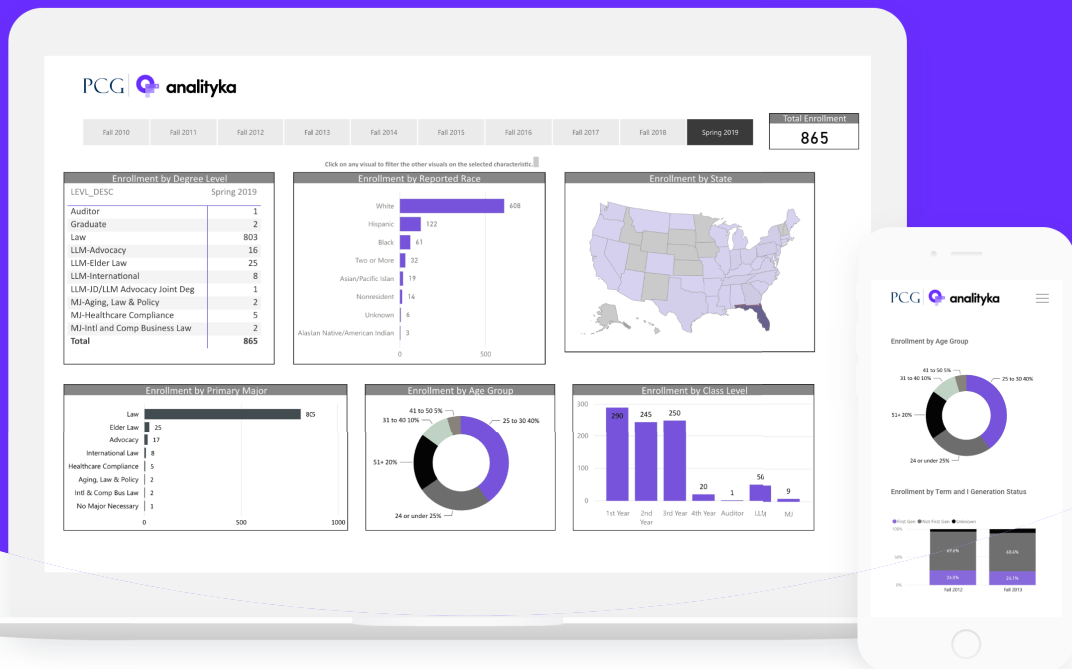 PCG analityka
Fall 2010 Fall 2011 Fall 2012 Fal 2013 Fall 2014 Fall 2015 Fall 2016 Fall 2017 Fall 2018 Spring 2019
Total Enrollment
865
Click on any visual to filter the other visuals on the selected characteristic.
Enrollment by Degree Level
LEVL_DESC Spring 2019
Auditor 1
Graduate 2
Law 803
LLM-Advocacy 16
LLM-Elder Law 25
LLM-International 8
LLM-JD/LLM Advocacy Joint Deg 1
MJ-Aging, Law & Policy 2
MJ-Healthcare Compliance 5
MJ-Intl and Comp Business Law 2
Total 865
Enrollment by Reported Race
White 608
Hispanic 122
Black 61
Two or More 32
Asian/Pacific Islan 19
Nonresident 14
Unknown 6
Alaskan Native/American Indian 3
0 500
Enrollment by State
Enrollment by Primary Major
Law 805
Elder Law 25
Advocacy 17
International Law 8
Healthcare Compliance 5
Aging, Law & Policy 2
Intl & Comp Bus Law 2
No Major Necessary 1
0 500 1000
Enrollment by Age Group
41 to 50 5%
31 to 40 10%
25 to 30 40%
51+ 20%
24 or under 25%
Enrollment by Class Level
300
200
100
0
290 245 250 20 1 56 9
1st Year 2nd Year 3rd Year 4th Year Auditor LLM MJ
PCG analityka
Enrollment by Age Group
41 to 50 5%
31 to 40 10%
25 to 30 40%
51+ 20%
24 or under 25%
Enrollment by Term and I Generation Status
First Gen Not First Gen Unknown
100%
50%
0%
Fall 2012 Fall 2013